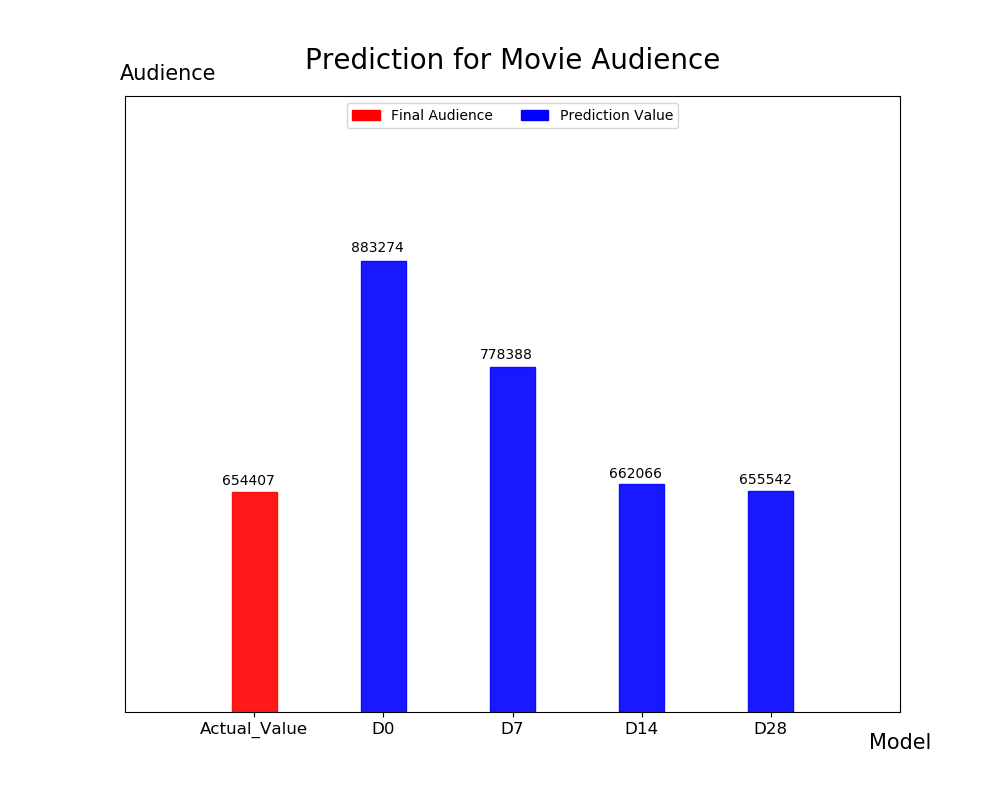 Prediction for Movie Audience
Audience
Final Audience Prediction Value
883274
778388
654407
662066
655542
Actual_Value D0 D7 D14 D28
Model